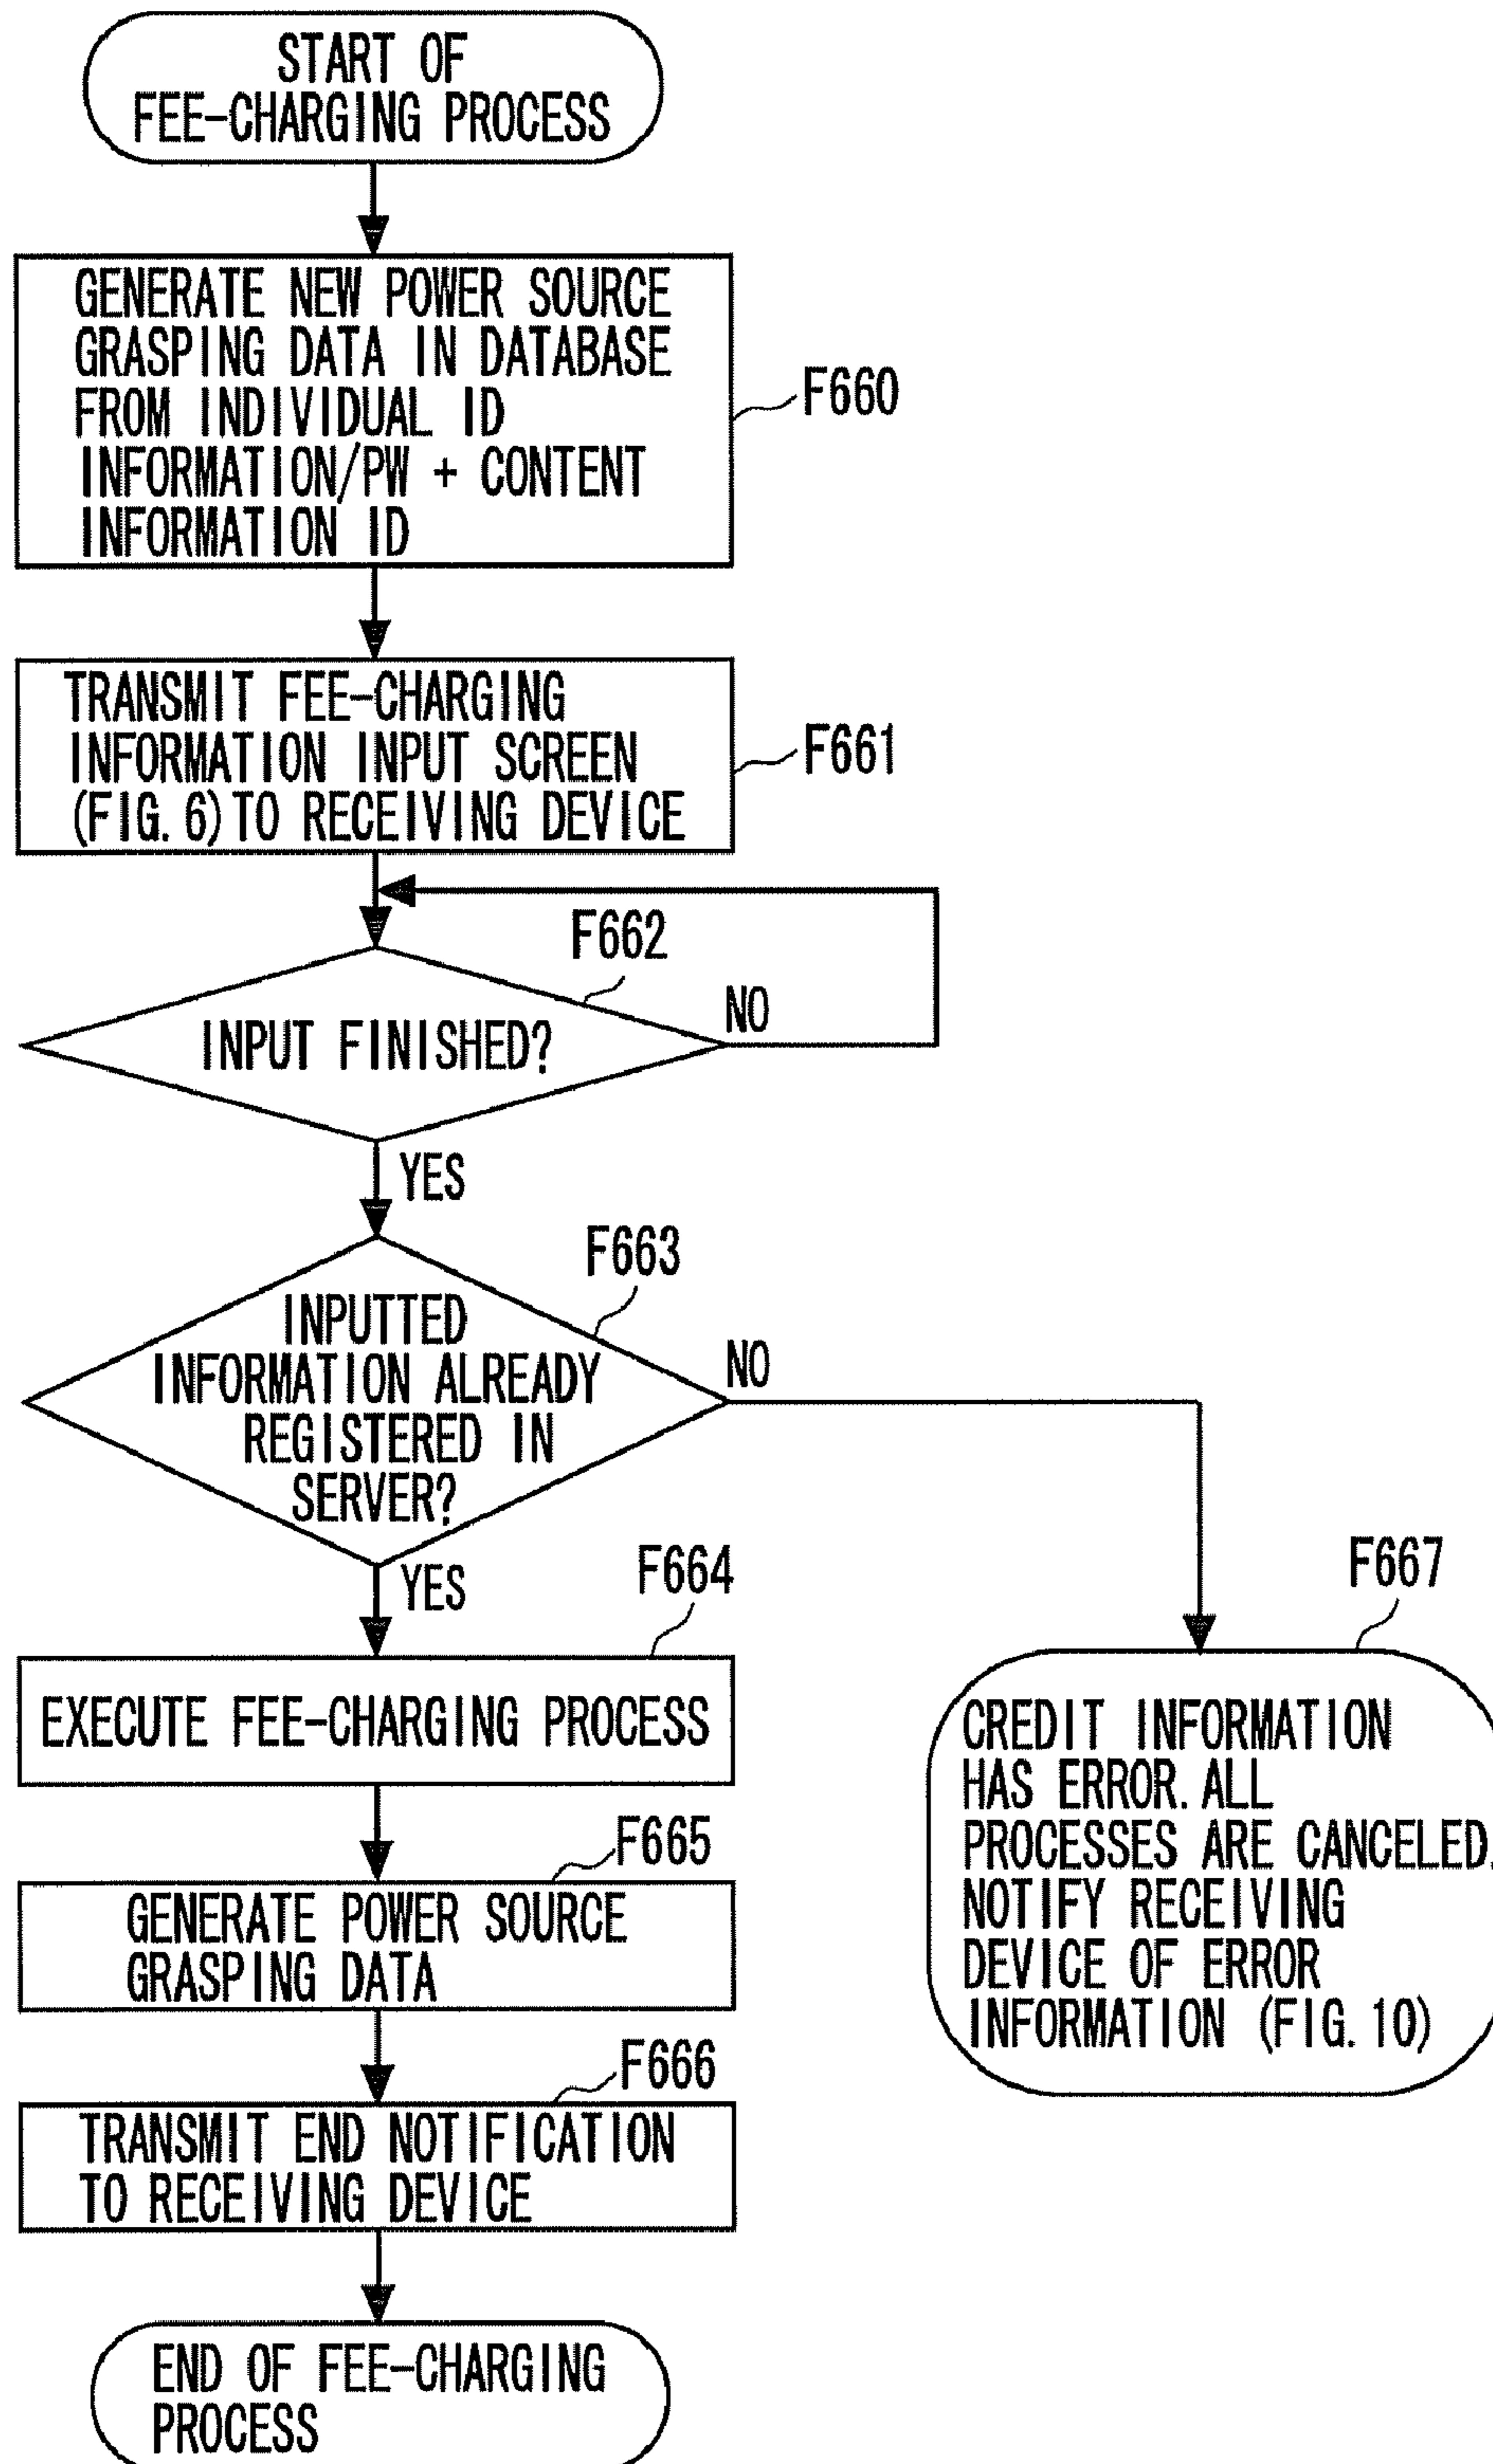 START OF
FEE-CHARGING PROCESS
GENERATE NEW POWER SOURCE
GRASPING DATA IN DATABASE
FROM INDIVIDUAL ID
INFORMATION/PW + CONTENT
INFORMATION ID
F660
TRANSMIT FEE-CHARGING
INFORMATION INPUT SCREEN
(FIG. 6) TO RECEIVING DEVICE
F661
F662
INPUT FINISHED?
NO
YES
F663
INPUTTED
INFORMATION ALREADY
REGISTERED IN
SERVER?
NO
YES
F664
EXECUTE FEE-CHARGING PROCESS
F665
GENERATE POWER SOURCE
GRASPING DATA
F666
TRANSMIT END NOTIFICATION
TO RECEIVING DEVICE
END OF FEE-CHARGING
PROCESS
F667
CREDIT INFORMATION
HAS ERROR. ALL
PROCESSES ARE CANCELED.
NOTIFY RECEIVING
DEVICE OF ERROR
INFORMATION (FIG. 10)